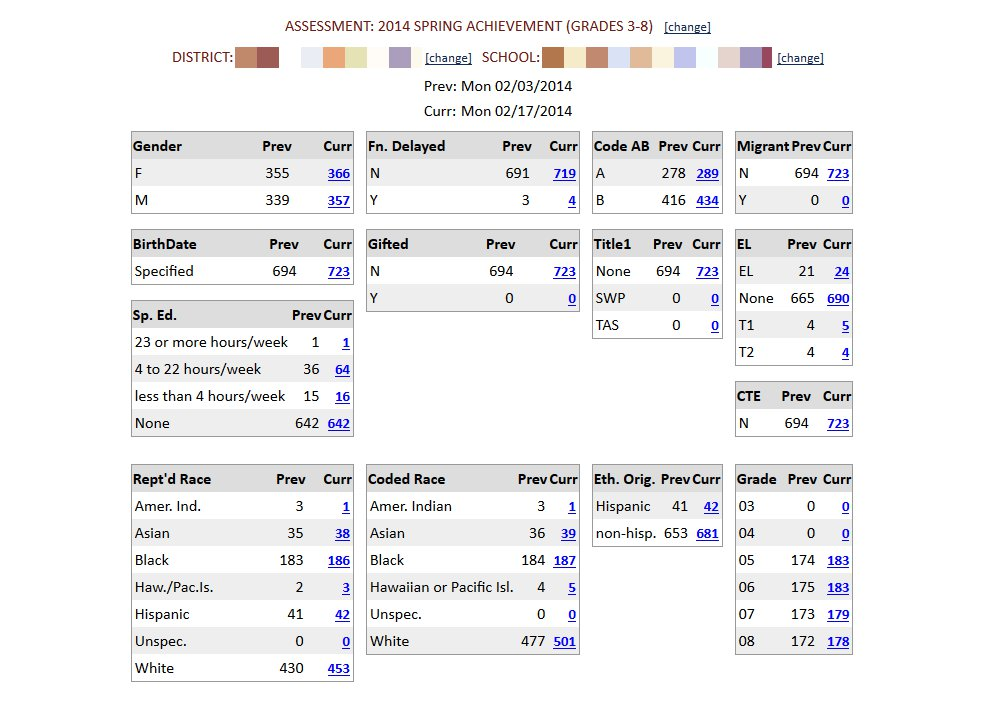 ASSESSMENT: 2014 SPRING ACHIEVEMENT (GRADES 3-8) [change]
DISTRICT: [change] SCHOOL: [change]
Prev: Mon 02/03/2014
Curr: Mon 02/17/2014
Gender Prev Curr
F 355 366
M 339 357
Fn. Delayed Prev Curr
N 691 719
Y 3 4
Code AB Prev Curr
A 278 289
B 416 434
Migrant Prev Curr
N 694 723
Y 0 0
BirthDate Prev Curr
Specified 694 723
Gifted Prev Curr
N 694 723
Y 0 0
Title1 Prev Curr
None 694 723
SWP 0 0
TAS 0 0
EL Prev Curr
EL 21 24
None 665 690
T1 4 5
T2 4 4
Sp. Ed. Prev Curr
23 or more hours/week 1 1
4 to 22 hours/week 36 64
less than 4 hours/week 15 16
None 642 642
CTE Prev Curr
N 694 723
Rept'd Race Prev Curr
Amer. Ind. 3 1
Asian 35 38
Black 183 186
Haw./Pac.Is. 2 3
Hispanic 41 42
Unspec. 0 0
White 430 453
Coded Race Prev Curr
Amer. Indian 3 1
Asian 36 39
Black 184 187
Hawaiian or Pacific Isl. 4 5
Unspec. 0 0
White 477 501
Eth. Orig. Prev Curr
Hispanic 41 42
non-hisp. 653 681
Grade Prev Curr
03 0 0
04 0 0
05 174 183
06 175 183
07 173 179
08 172 178